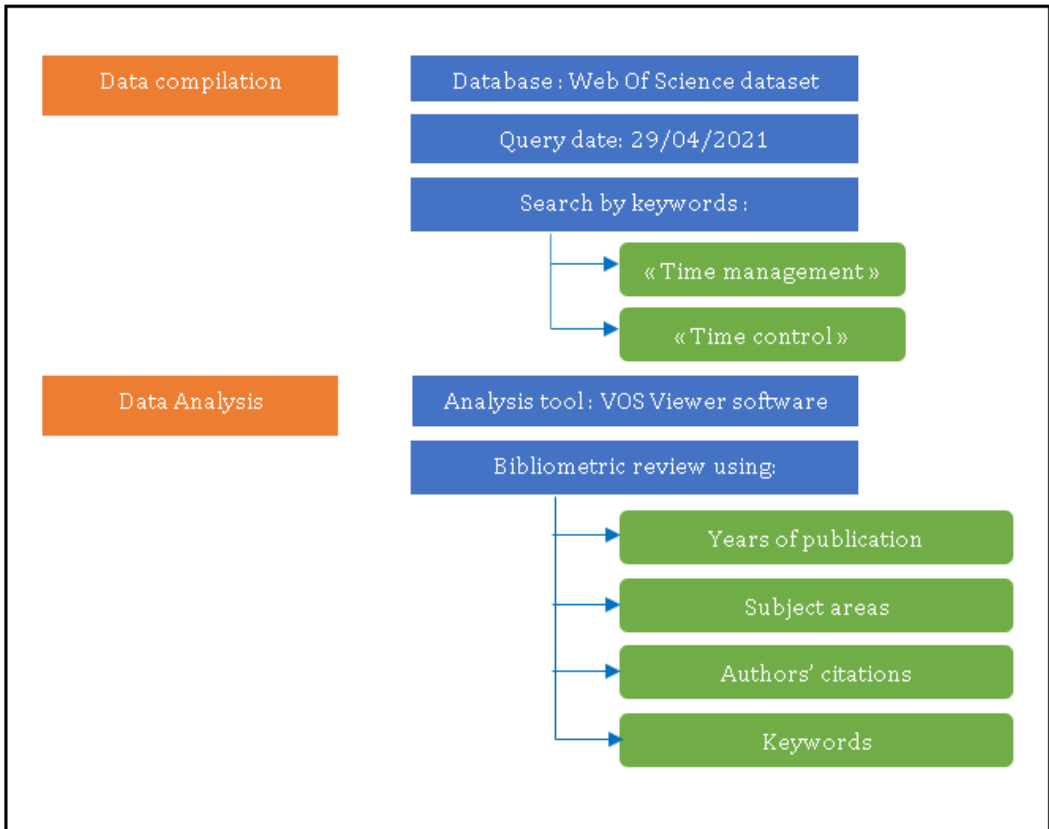 Data compilation
Database : Web Of Science dataset
Query date: 29/04/2021
Search by keywords :
« Time management »
« Time control »
Data Analysis
Analysis tool : VOS Viewer software
Bibliometric review using:
Years of publication
Subject areas
Authors’ citations
Keywords